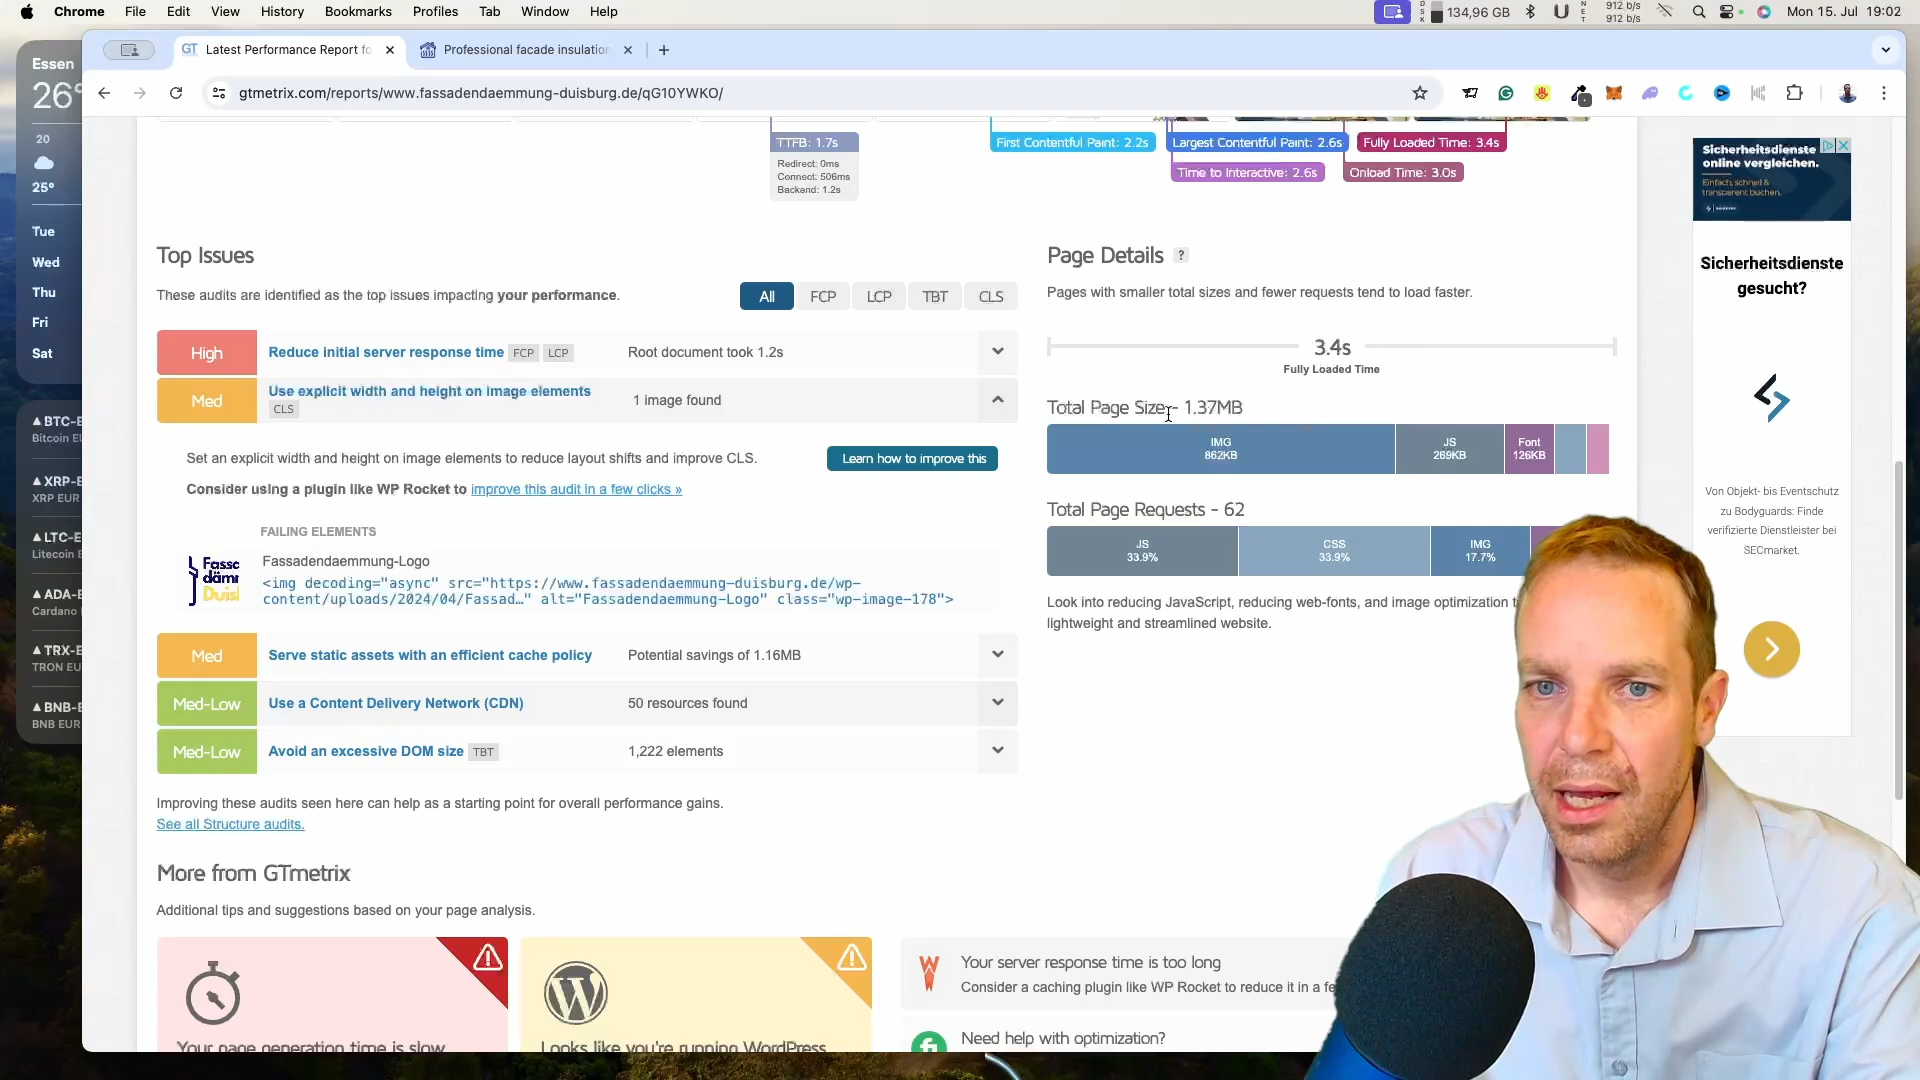 Chrome File Edit View History Bookmarks Profiles Tab Window Help
134,96 GB 912 b/s 912 b/s Mon 15. Jul 19:02
GT Latest Performance Report fo
Professional facade insulation
gtmetrix.com/reports/www.fassadendaemmung-duisburg.de/qG10YWKO/
Essen
26°
20
25°
Tue
Wed
Thu
Fri
Sat
BTC-E
Bitcoin EU
XRP-E
XRP EUR
LTC-E
Litecoin E
ADA-E
Cardano
TRX-E
TRON EU
BNB-E
BNB EUR
TTFB: 1.7s
Redirect: 0ms
Connect: 506ms
Backend: 1.2s
First Contentful Paint: 2.2s
Largest Contentful Paint: 2.6s
Fully Loaded Time: 3.4s
Time to Interactive: 2.6s
Onload Time: 3.0s
Top Issues
These audits are identified as the top issues impacting your performance.
All FCP LCP TBT CLS
High Reduce initial server response time FCP LCP Root document took 1.2s
Med Use explicit width and height on image elements
CLS
1 image found
Set an explicit width and height on image elements to reduce layout shifts and improve CLS.
Learn how to improve this
Consider using a plugin like WP Rocket to improve this audit in a few clicks »
FAILING ELEMENTS
Fassadendaemmung-Logo
<img decoding="async" src="https://www.fassadendaemmung-duisburg.de/wp-
content/uploads/2024/04/Fassad…" alt="Fassadendaemmung-Logo" class="wp-image-178">
Fassa
dämr
Duisl
Med Serve static assets with an efficient cache policy Potential savings of 1.16MB
Med-Low Use a Content Delivery Network (CDN) 50 resources found
Med-Low Avoid an excessive DOM size TBT 1,222 elements
Improving these audits seen here can help as a starting point for overall performance gains.
See all Structure audits.
More from GTmetrix
Additional tips and suggestions based on your page analysis.
Your page generation time is slow
Looks like you're running WordPress
Your server response time is too long
Consider a caching plugin like WP Rocket to reduce it in a fe
Need help with optimization?
Page Details ?
Pages with smaller total sizes and fewer requests tend to load faster.
3.4s
Fully Loaded Time
Total Page Size - 1.37MB
IMG
862KB
JS
269KB
Font
126KB
Total Page Requests - 62
JS
33.9%
CSS
33.9%
IMG
17.7%
Look into reducing JavaScript, reducing web-fonts, and image optimization t
lightweight and streamlined website.
Sicherheitsdienste
online vergleichen.
Einfach, schnell &
transparent buchen.
Sicherheitsdienste
gesucht?
Von Objekt- bis Eventschutz
zu Bodyguards: Finde
verifizierte Dienstleister bei
SECmarket.